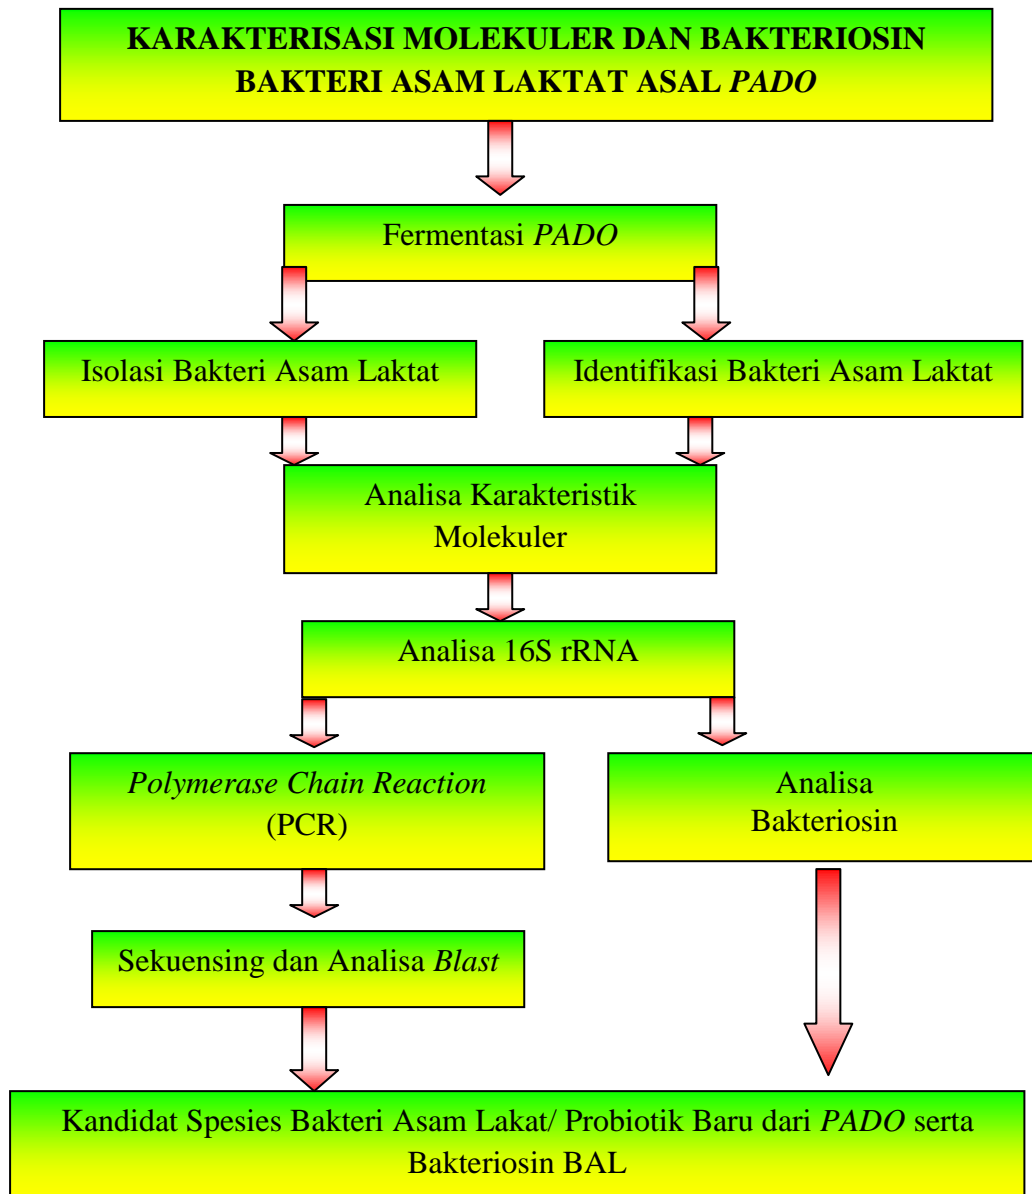 KARAKTERISASI MOLEKULER DAN BAKTERIOSIN
BAKTERI ASAM LAKTAT ASAL PADO
Fermentasi PADO
Isolasi Bakteri Asam Laktat
Identifikasi Bakteri Asam Laktat
Analisa Karakteristik
Molekuler
Analisa 16S rRNA
Polymerase Chain Reaction
(PCR)
Analisa
Bakteriosin
Sekuensing dan Analisa Blast
Kandidat Spesies Bakteri Asam Lakat/ Probiotik Baru dari PADO serta
Bakteriosin BAL